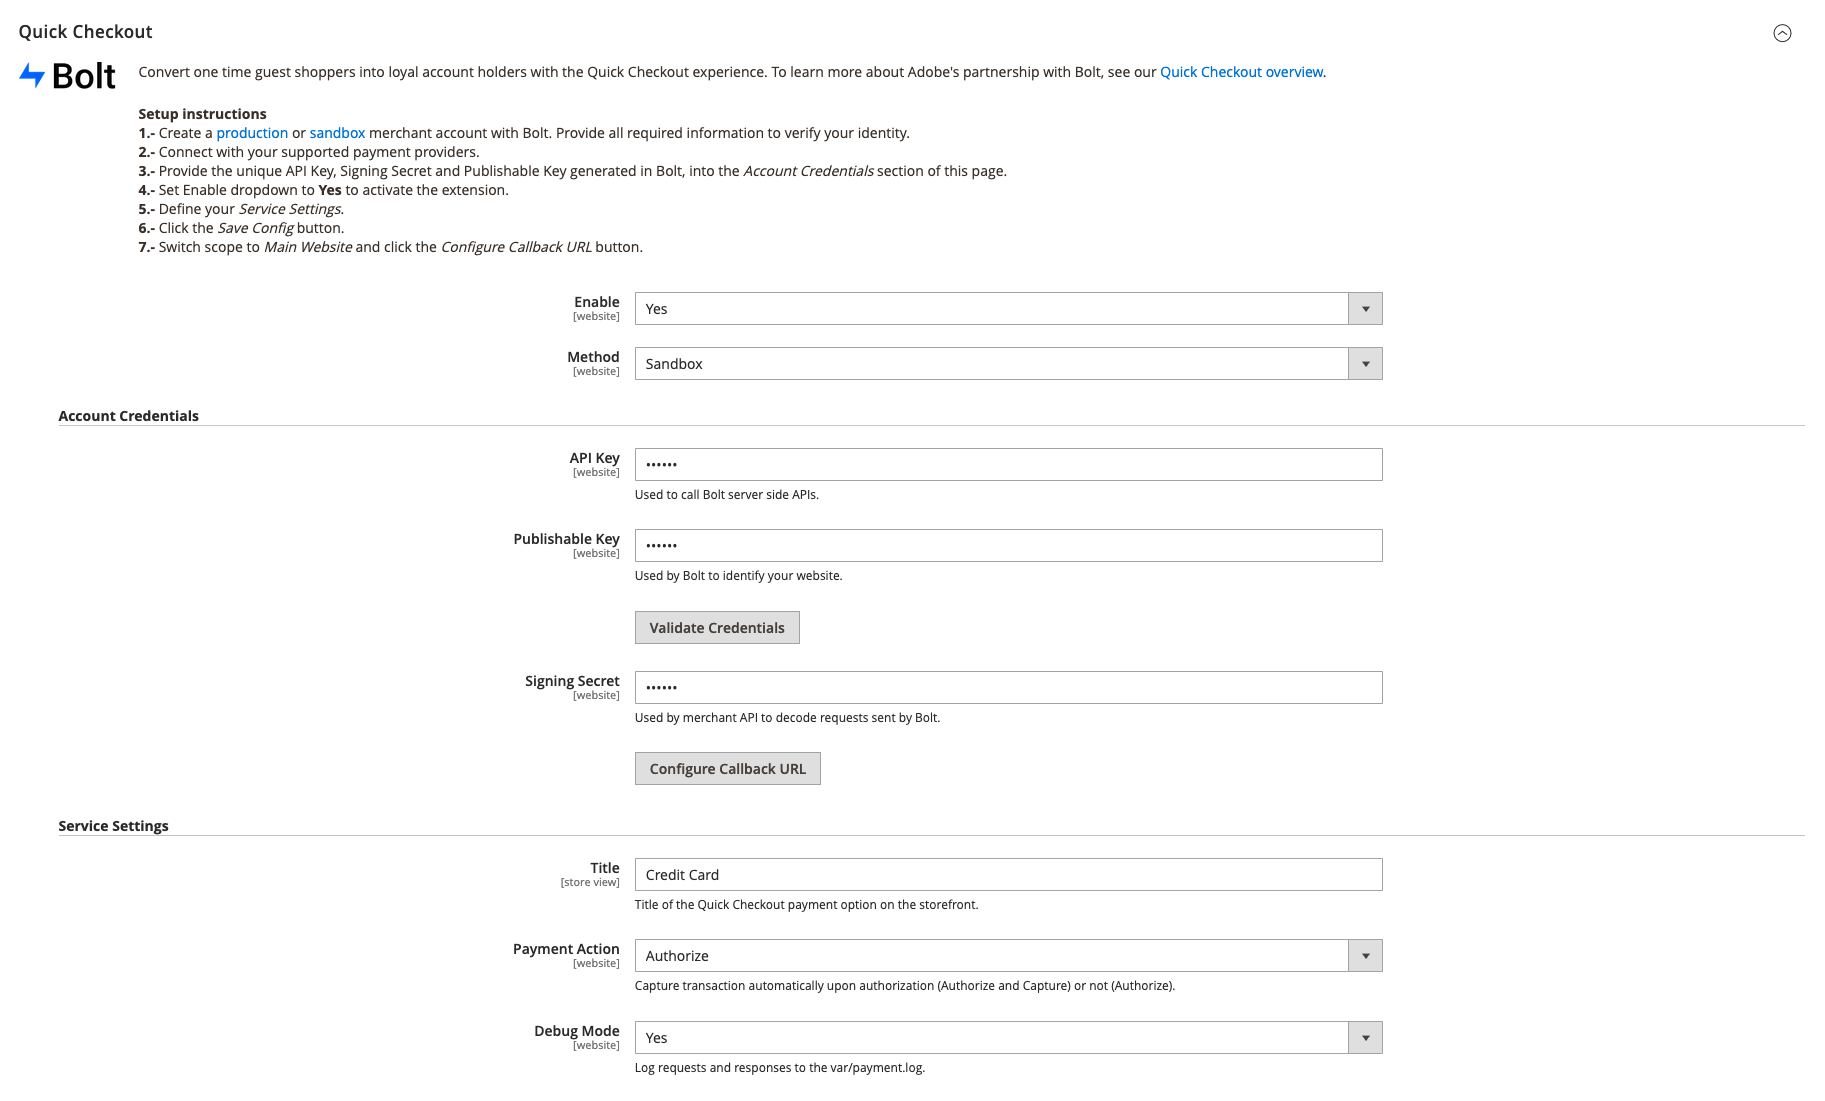 Quick Checkout
Bolt
Convert one time guest shoppers into loyal account holders with the Quick Checkout experience. To learn more about Adobe's partnership with Bolt, see our Quick Checkout overview.
Setup instructions
1.- Create a production or sandbox merchant account with Bolt. Provide all required information to verify your identity.
2.- Connect with your supported payment providers.
3.- Provide the unique API Key, Signing Secret and Publishable Key generated in Bolt, into the Account Credentials section of this page.
4.- Set Enable dropdown to Yes to activate the extension.
5.- Define your Service Settings.
6.- Click the Save Config button.
7.- Switch scope to Main Website and click the Configure Callback URL button.
Enable
[website]
Yes
Method
[website]
Sandbox
Account Credentials
API Key
[website]
••••••
Used to call Bolt server side APIs.
Publishable Key
[website]
••••••
Used by Bolt to identify your website.
Validate Credentials
Signing Secret
[website]
••••••
Used by merchant API to decode requests sent by Bolt.
Configure Callback URL
Service Settings
Title
[store view]
Credit Card
Title of the Quick Checkout payment option on the storefront.
Payment Action
[website]
Authorize
Capture transaction automatically upon authorization (Authorize and Capture) or not (Authorize).
Debug Mode
[website]
Yes
Log requests and responses to the var/payment.log.